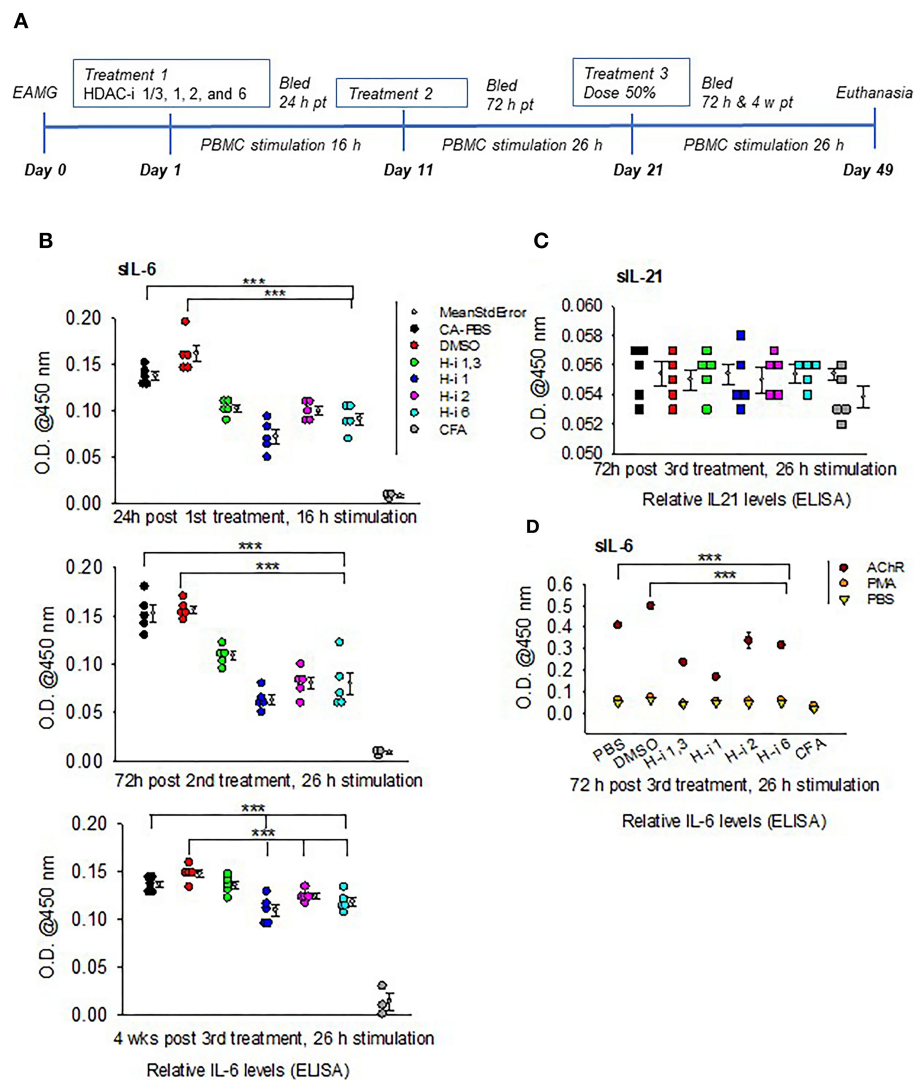 A
Treatment 1
HDAC-i 1/3, 1, 2, and 6
EAMG
Bled
24 h pt
Treatment 2
Bled
72 h pt
Treatment 3
Dose 50%
Bled
72 h & 4 w pt
Euthanasia
PBMC stimulation 16 h
PBMC stimulation 26 h
PBMC stimulation 26 h
Day 0
Day 1
Day 11
Day 21
Day 49
B
sIL-6
***
***
MeanStdError
CA-PBS
DMSO
H-i 1,3
H-i 1
H-i 2
H-i 6
CFA
O.D. @450 nm
0.20
0.15
0.10
0.05
0.00
24h post 1st treatment, 16 h stimulation
***
***
O.D. @450 nm
0.20
0.15
0.10
0.05
0.00
72h post 2nd treatment, 26 h stimulation
***
***
O.D. @450 nm
0.20
0.15
0.10
0.05
0.00
4 wks post 3rd treatment, 26 h stimulation
Relative IL-6 levels (ELISA)
C
sIL-21
O.D. @450 nm
0.060
0.058
0.056
0.054
0.052
0.050
72h post 3rd treatment, 26 h stimulation
Relative IL21 levels (ELISA)
D
sIL-6
***
***
AChR
PMA
PBS
O.D. @450 nm
0.6
0.5
0.4
0.3
0.2
0.1
0.0
PBS
DMSO
H-i 1,3
H-i 1
H-i 2
H-i 6
CFA
72h post 3rd treatment, 26 h stimulation
Relative IL-6 levels (ELISA)